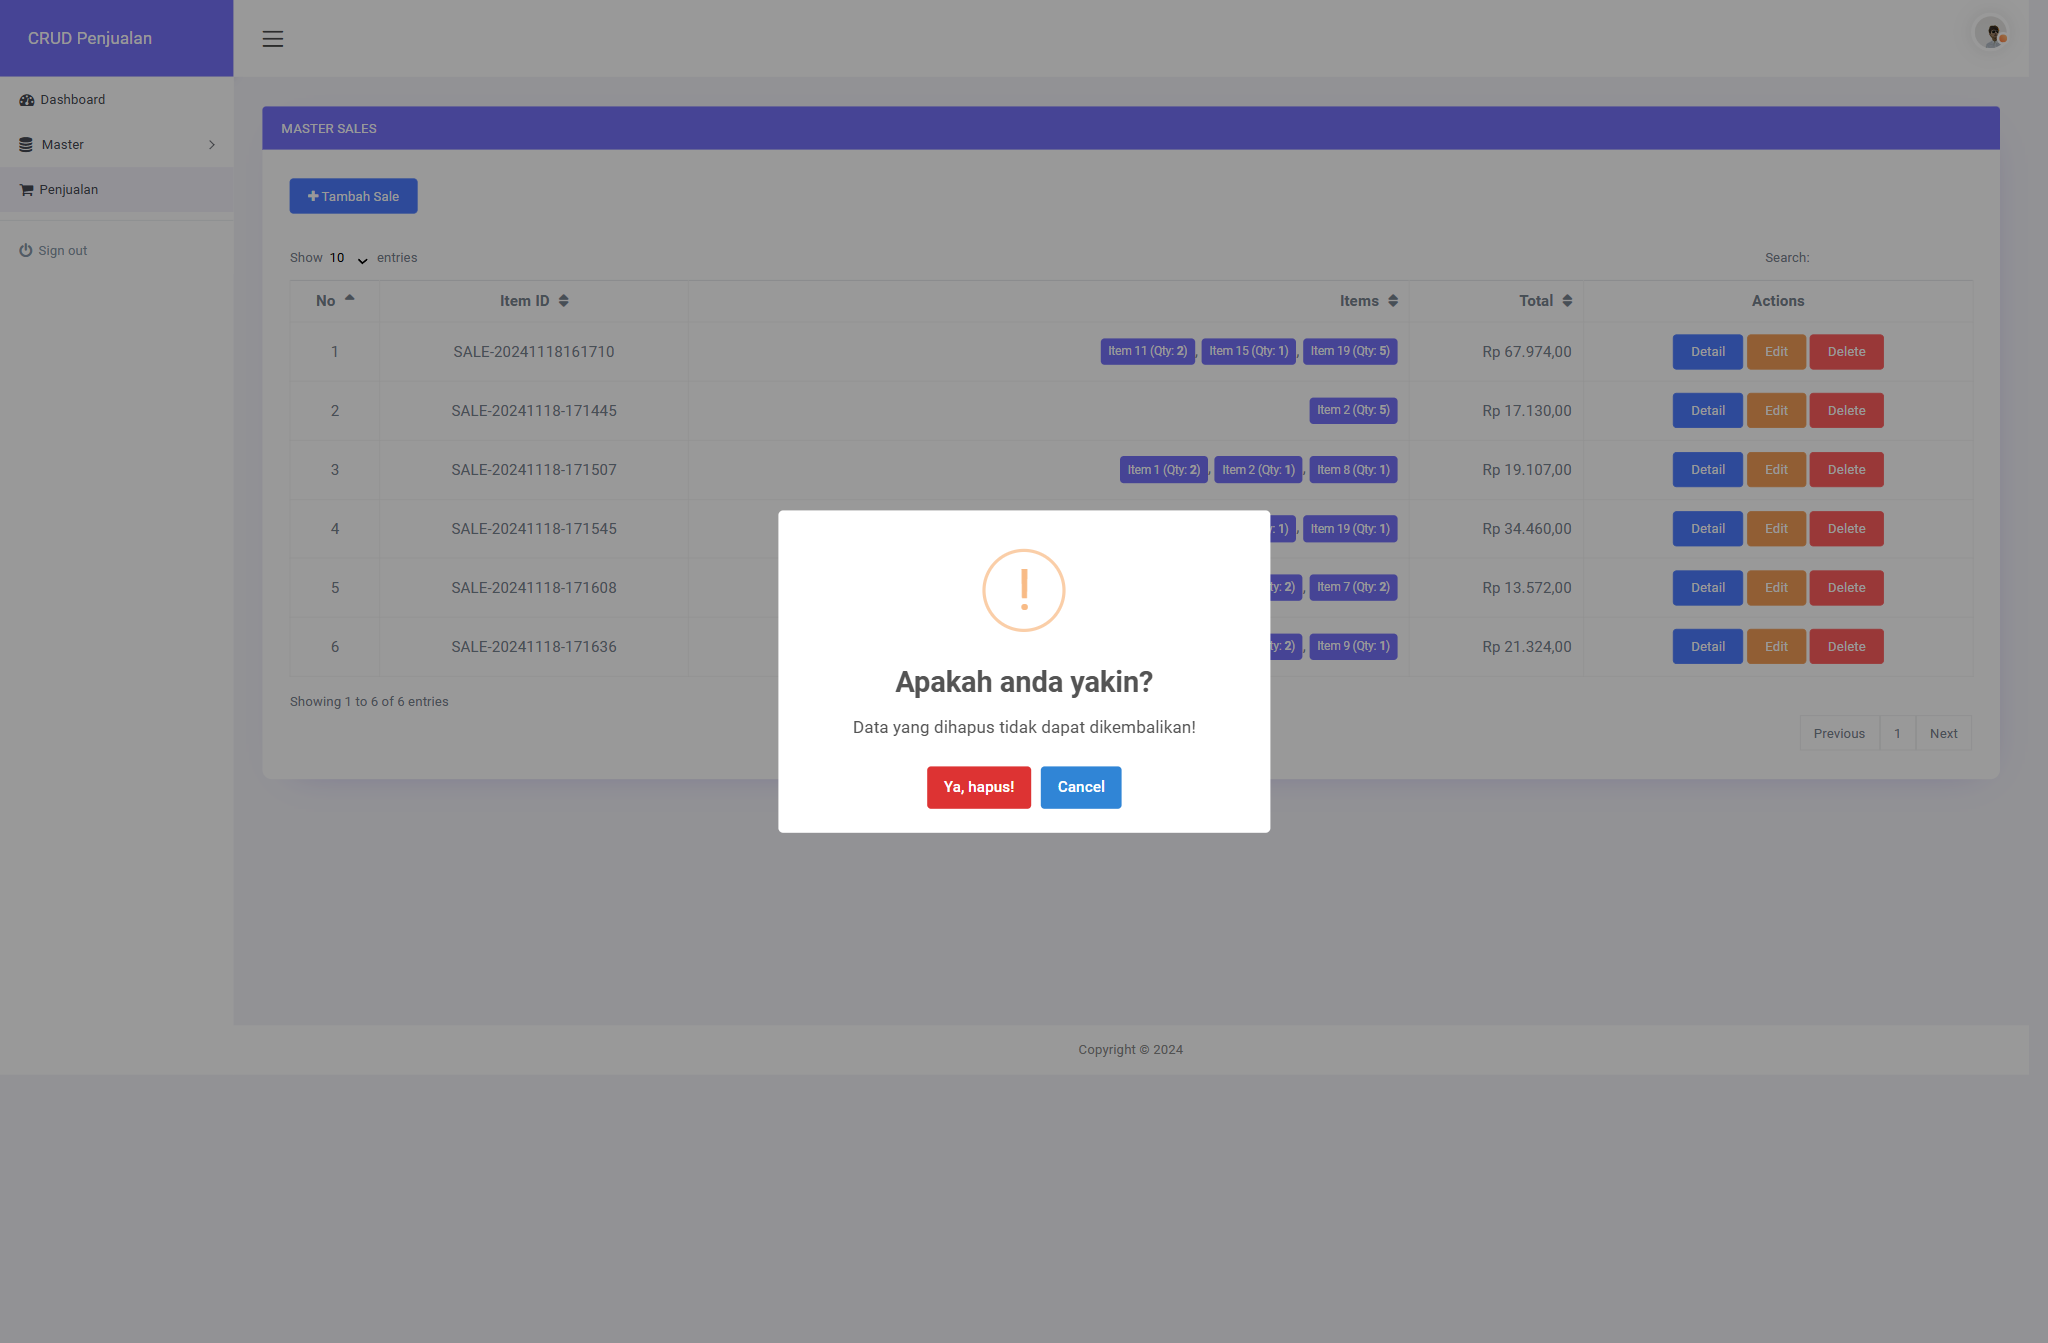 CRUD Penjualan
Dashboard
Master
Penjualan
Sign out
MASTER SALES
Tambah Sale
Show 10 entries
Search:
No Item ID Items Total Actions
1 SALE-20241118161710 Item 11 (Qty: 2) , Item 15 (Qty: 1) , Item 19 (Qty: 5) Rp 67.974,00 Detail Edit Delete
2 SALE-20241118-171445 Item 2 (Qty: 5) Rp 17.130,00 Detail Edit Delete
3 SALE-20241118-171507 Item 1 (Qty: 2) , Item 2 (Qty: 1) , Item 8 (Qty: 1) Rp 19.107,00 Detail Edit Delete
4 SALE-20241118-171545 1) , Item 19 (Qty: 1) Rp 34.460,00 Detail Edit Delete
5 SALE-20241118-171608 2) , Item 7 (Qty: 2) Rp 13.572,00 Detail Edit Delete
6 SALE-20241118-171636 2) , Item 9 (Qty: 1) Rp 21.324,00 Detail Edit Delete
Showing 1 to 6 of 6 entries
Previous 1 Next
!
Apakah anda yakin?
Data yang dihapus tidak dapat dikembalikan!
Ya, hapus! Cancel
Copyright © 2024